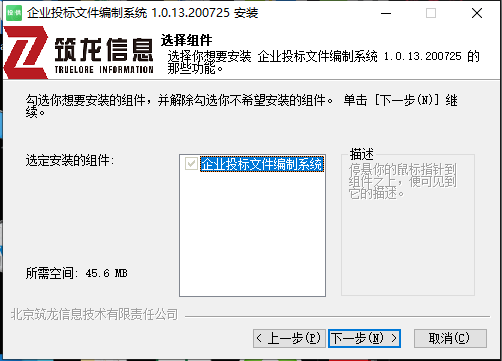 投标 企业投标文件编制系统 1.0.13.200725 安装
筑龙信息
TRUELORE INFORMATION
选择组件
选择你想要安装 企业投标文件编制系统 1.0.13.200725 的
那些功能。
勾选你想要安装的组件，并解除勾选你不希望安装的组件。 单击 [下一步(N)] 继
续。
选定安装的组件:
企业投标文件编制系统
描述
停悬你的鼠标指针到
组件之上，便可见到
它的描述。
所需空间: 45.6 MB
北京筑龙信息技术有限责任公司
< 上一步(P)
下一步(N) >
取消(C)